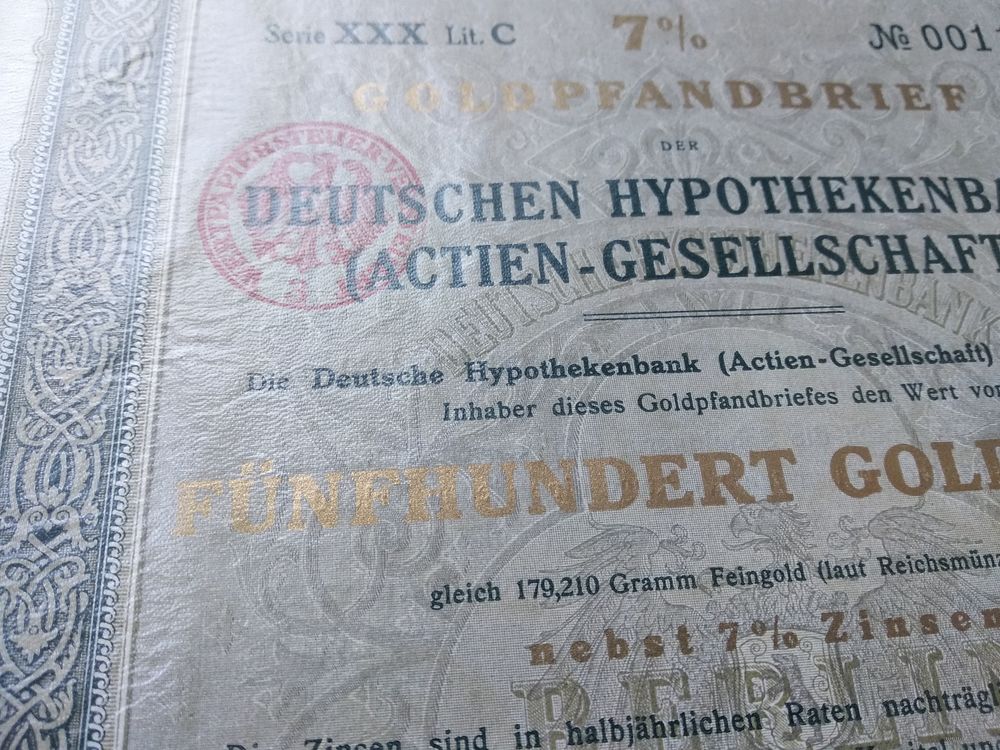 Serie XXX Lit. C 7% № 001
GOLDPFANDBRIEF
DER
DEUTSCHEN HYPOTHEKENBA
(ACTIEN-GESELLSCHAFT
Die Deutsche Hypothekenbank (Actien-Gesellschaft)
Inhaber dieses Goldpfandbriefes den Wert von
FÜNFHUNDERT GOL
gleich 179,210 Gramm Feingold (laut Reichsmünz
nebst 7% Zinsen
BERLIN
Die Zinsen sind in halbjährlichen Raten nachträgl